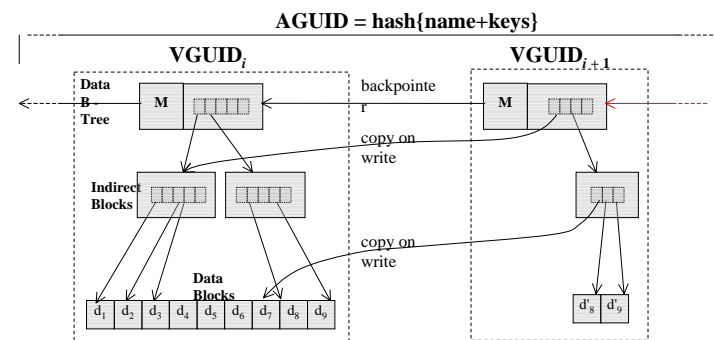 AGUID = hash{name+keys}
VGUIDi
VGUIDi + 1
Data
B -
Tree
M
backpointe
r
M
copy on
write
Indirect
Blocks
copy on
write
Data
Blocks
d1 d2 d3 d4 d5 d6 d7 d8 d9
d'8 d'9